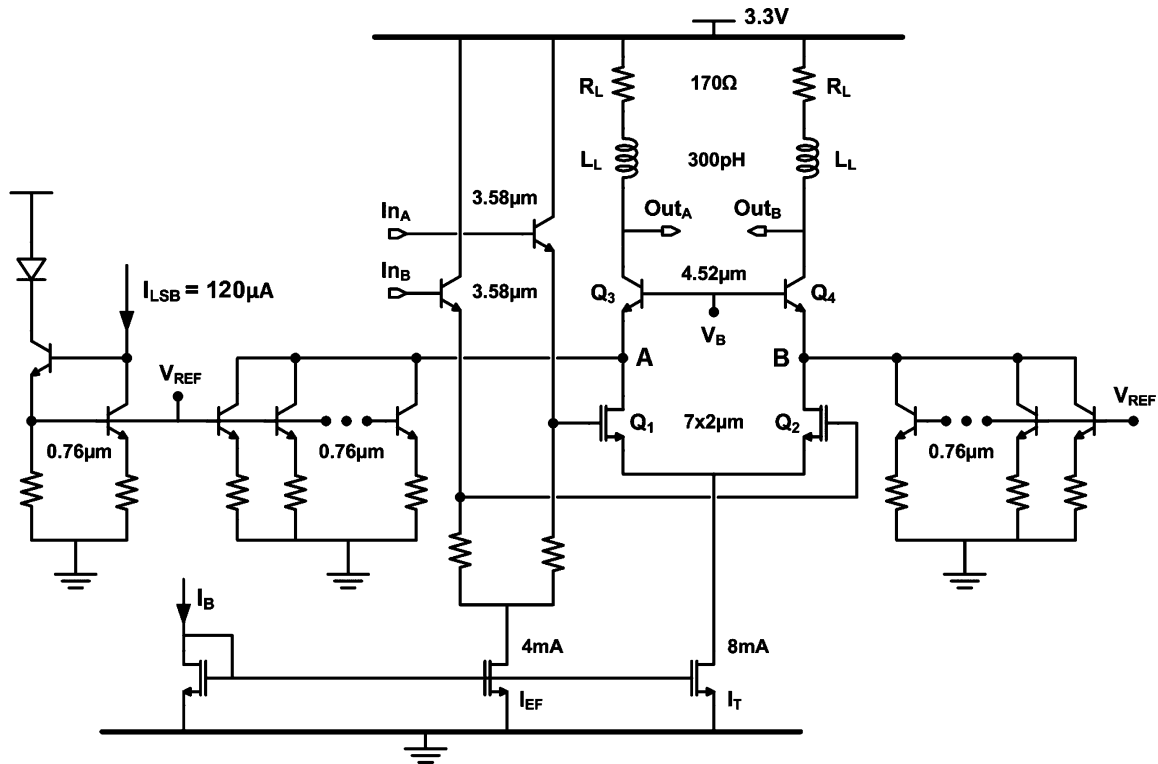 3.3V
R_L 170Ω R_L
L_L 300pH L_L
3.58µm
In_A Out_A Out_B
In_B 3.58µm 4.52µm
I_LSB = 120µA Q_3 Q_4
V_B
A B
V_REF V_REF
0.76µm 0.76µm Q_1 7x2µm Q_2 0.76µm
I_B
4mA 8mA
I_EF I_T